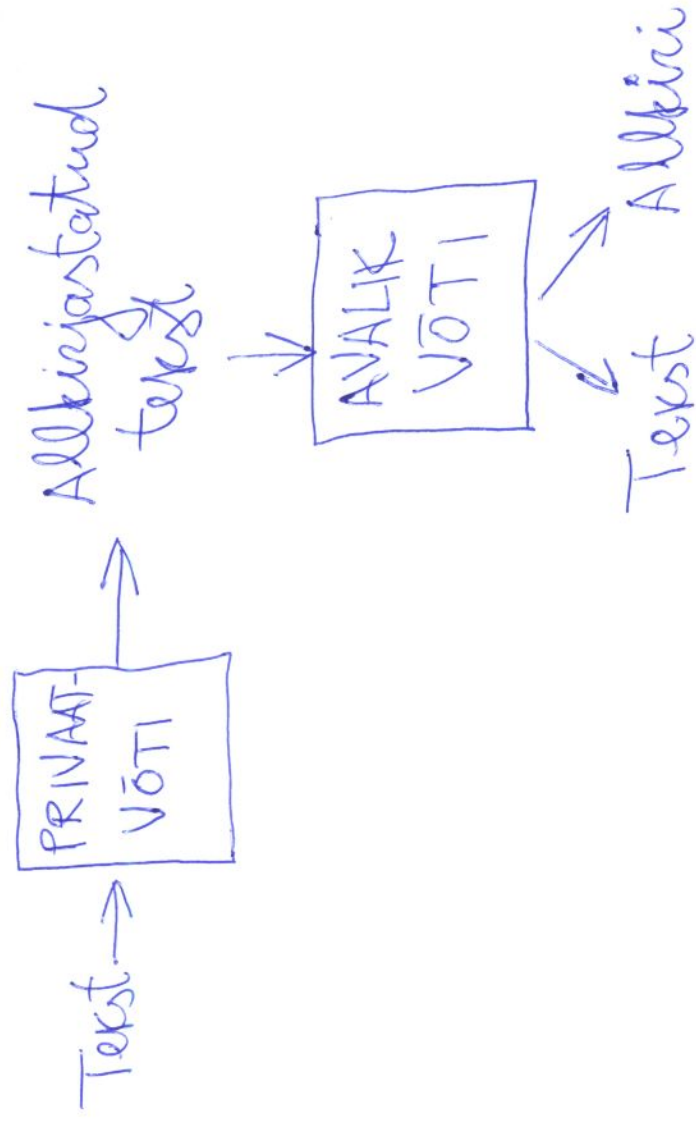 Tekst
PRIVAAT-
VÕTI
Allkirjastatud
tekst
AVALIK
VÕTI
Tekst
Allkiri